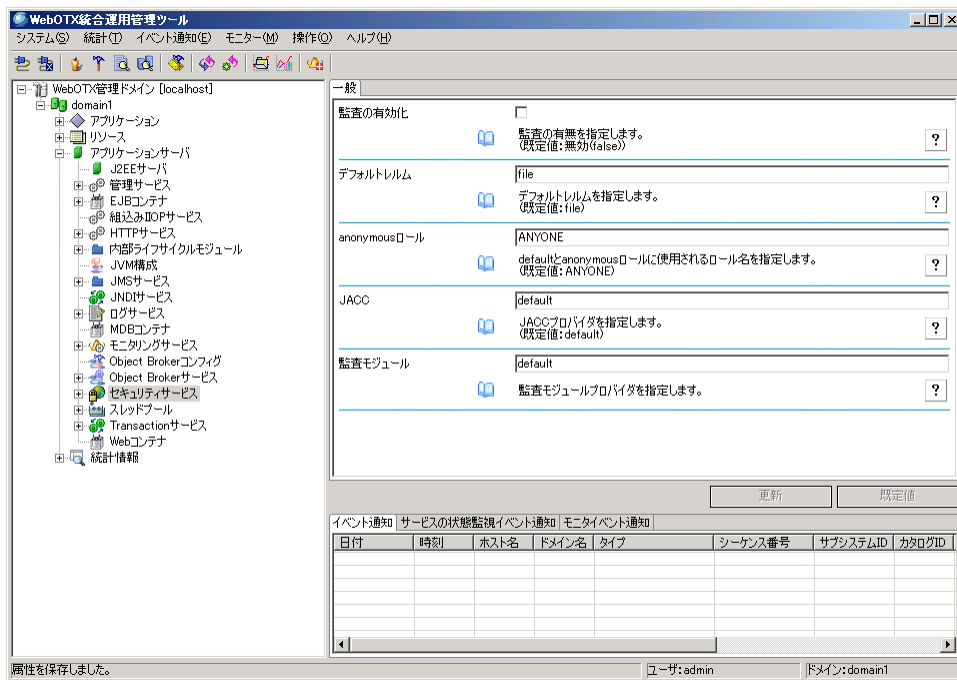 WebOTX統合運用管理ツール
システム(S) 統計(T) イベント通知(E) モニター(M) 操作(O) ヘルプ(H)
WebOTX管理ドメイン [localhost]
domain1
アプリケーション
リソース
アプリケーションサーバ
J2EEサーバ
管理サービス
EJBコンテナ
組込みIIOPサービス
HTTPサービス
内部ライフサイクルモジュール
JVM構成
JMSサービス
JNDIサービス
ログサービス
MDBコンテナ
モニタリングサービス
Object Brokerコンフィグ
Object Brokerサービス
セキュリティサービス
スレッドプール
Transactionサービス
Webコンテナ
統計情報
一般
監査の有効化
監査の有無を指定します。
(既定値:無効(false))
?
デフォルトレルム file
デフォルトレルムを指定します。
(既定値:file)
?
anonymousロール ANYONE
defaultとanonymousロールに使用されるロール名を指定します。
(既定値:ANYONE)
?
JACC default
JACCプロバイダを指定します。
(既定値:default)
?
監査モジュール default
監査モジュールプロバイダを指定します。
?
更新 既定値
イベント通知 サービスの状態監視イベント通知 モニタイベント通知
日付 時刻 ホスト名 ドメイン名 タイプ シーケンス番号 サブシステムID カタログID
属性を保存しました。 ユーザ:admin ドメイン:domain1